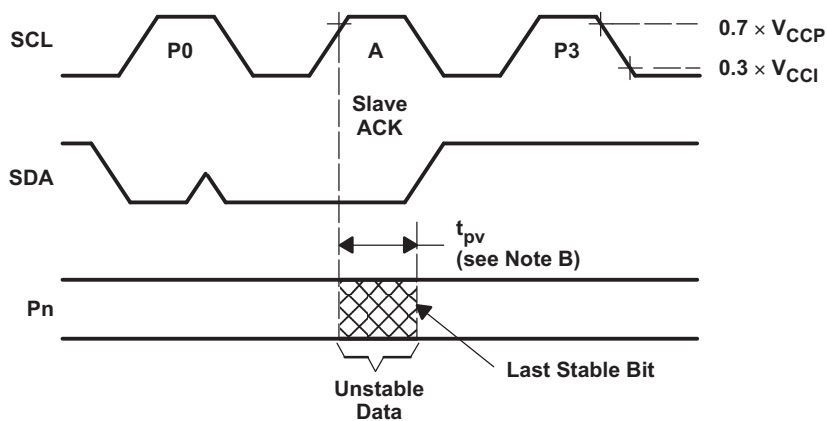 SCL
P0
A
P3
0.7 × VCCP
0.3 × VCCI
Slave
ACK
SDA
tpv
(see Note B)
Pn
Last Stable Bit
Unstable
Data